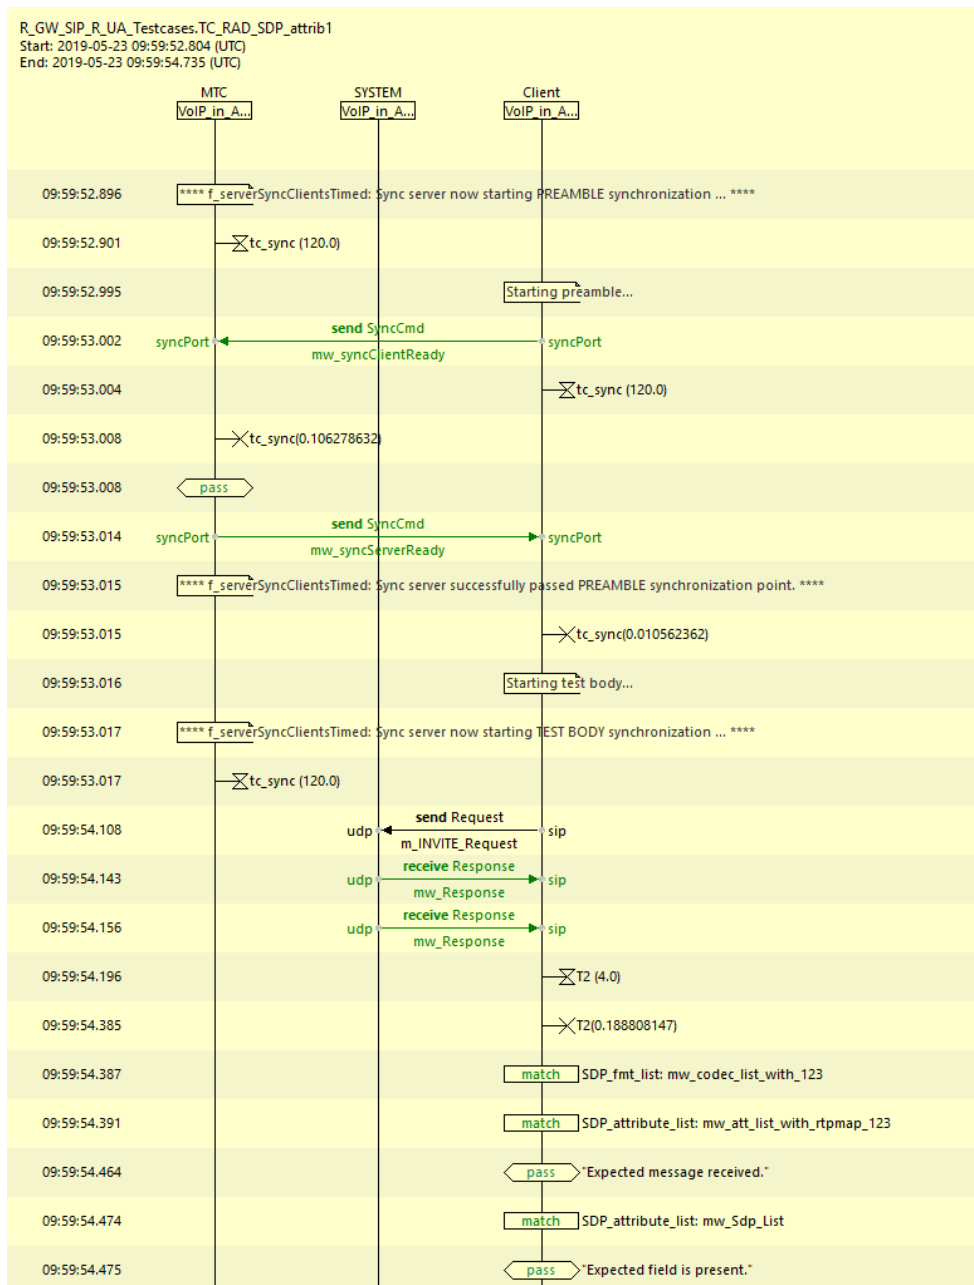 R_GW_SIP_R_UA_Testcases.TC_RAD_SDP_attrib1
Start: 2019-05-23 09:59:52.804 (UTC)
End: 2019-05-23 09:59:54.735 (UTC)
MTC SYSTEM Client
VoIP_in_A... VoIP_in_A... VoIP_in_A...
09:59:52.896 **** f_serverSyncClientsTimed: Sync server now starting PREAMBLE synchronization ... ****
09:59:52.901 tc_sync (120.0)
09:59:52.995 Starting preamble...
send SyncCmd
09:59:53.002 syncPort syncPort
mw_syncClientReady
09:59:53.004 tc_sync (120.0)
09:59:53.008 tc_sync(0.106278632)
09:59:53.008 pass
send SyncCmd
09:59:53.014 syncPort syncPort
mw_syncServerReady
09:59:53.015 **** f_serverSyncClientsTimed: Sync server successfully passed PREAMBLE synchronization point. ****
09:59:53.015 tc_sync(0.010562362)
09:59:53.016 Starting test body...
09:59:53.017 **** f_serverSyncClientsTimed: Sync server now starting TEST BODY synchronization ... ****
09:59:53.017 tc_sync (120.0)
send Request
09:59:54.108 udp sip
m_INVITE_Request
receive Response
09:59:54.143 udp sip
mw_Response
receive Response
09:59:54.156 udp sip
mw_Response
09:59:54.196 T2 (4.0)
09:59:54.385 T2(0.188808147)
09:59:54.387 match SDP_fmt_list: mw_codec_list_with_123
09:59:54.391 match SDP_attribute_list: mw_att_list_with_rtpmap_123
09:59:54.464 pass "Expected message received."
09:59:54.474 match SDP_attribute_list: mw_Sdp_List
09:59:54.475 pass "Expected field is present."